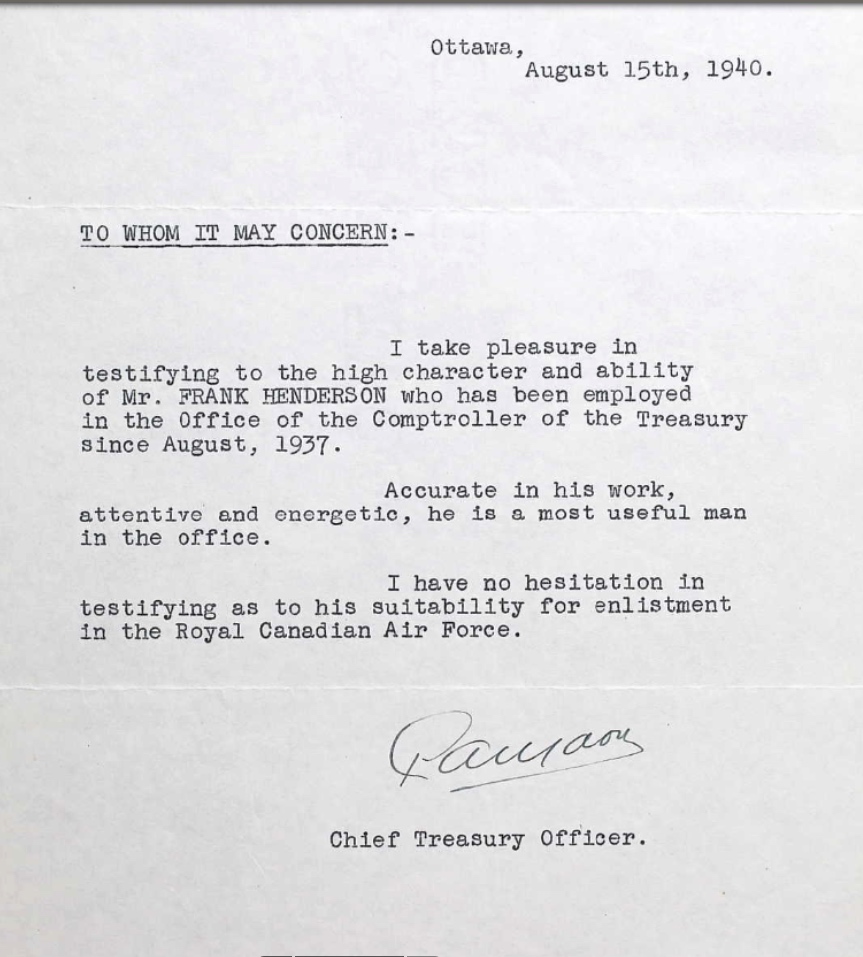 Ottawa,
August 15th, 1940.
TO WHOM IT MAY CONCERN:-
I take pleasure in
testifying to the high character and ability
of Mr. FRANK HENDERSON who has been employed
in the Office of the Comptroller of the Treasury
since August, 1937.
Accurate in his work,
attentive and energetic, he is a most useful man
in the office.
I have no hesitation in
testifying as to his suitability for enlistment
in the Royal Canadian Air Force.
Chief Treasury Officer.